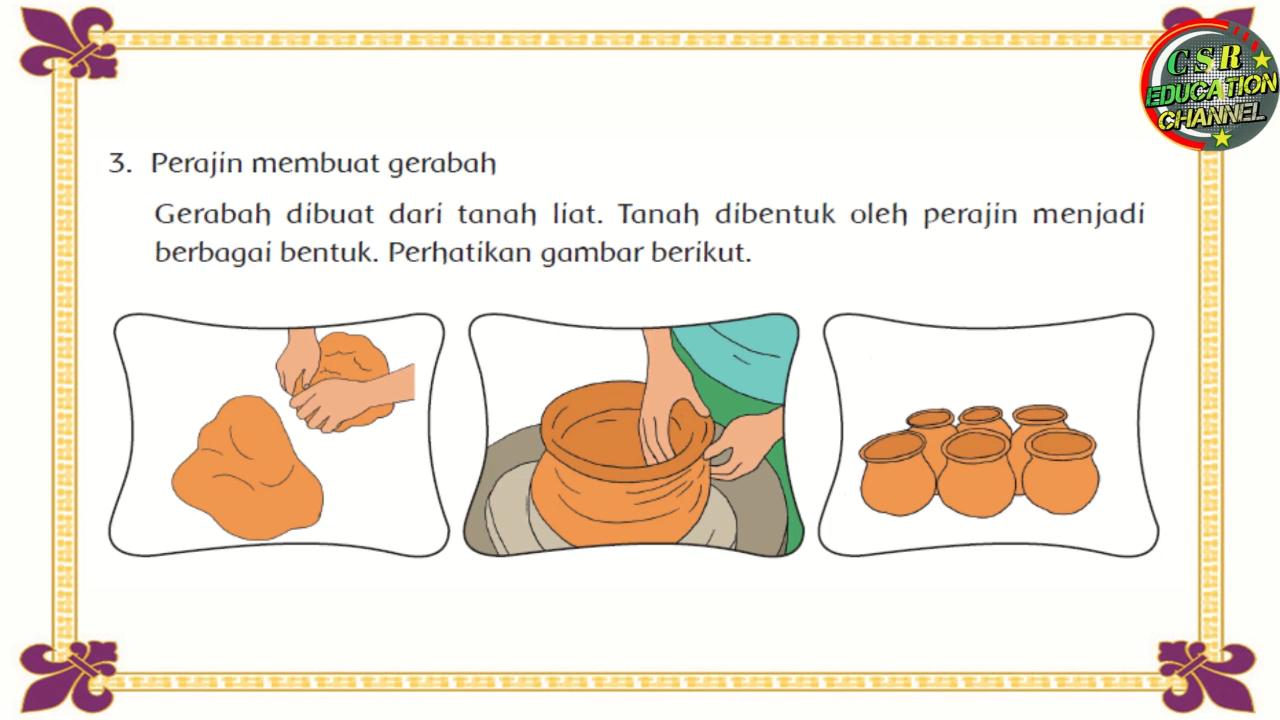 CSR
EDUCATION
CHANNEL
3. Perajin membuat gerabah
Gerabah dibuat dari tanah liat. Tanah dibentuk oleh perajin menjadi
berbagai bentuk. Perhatikan gambar berikut.